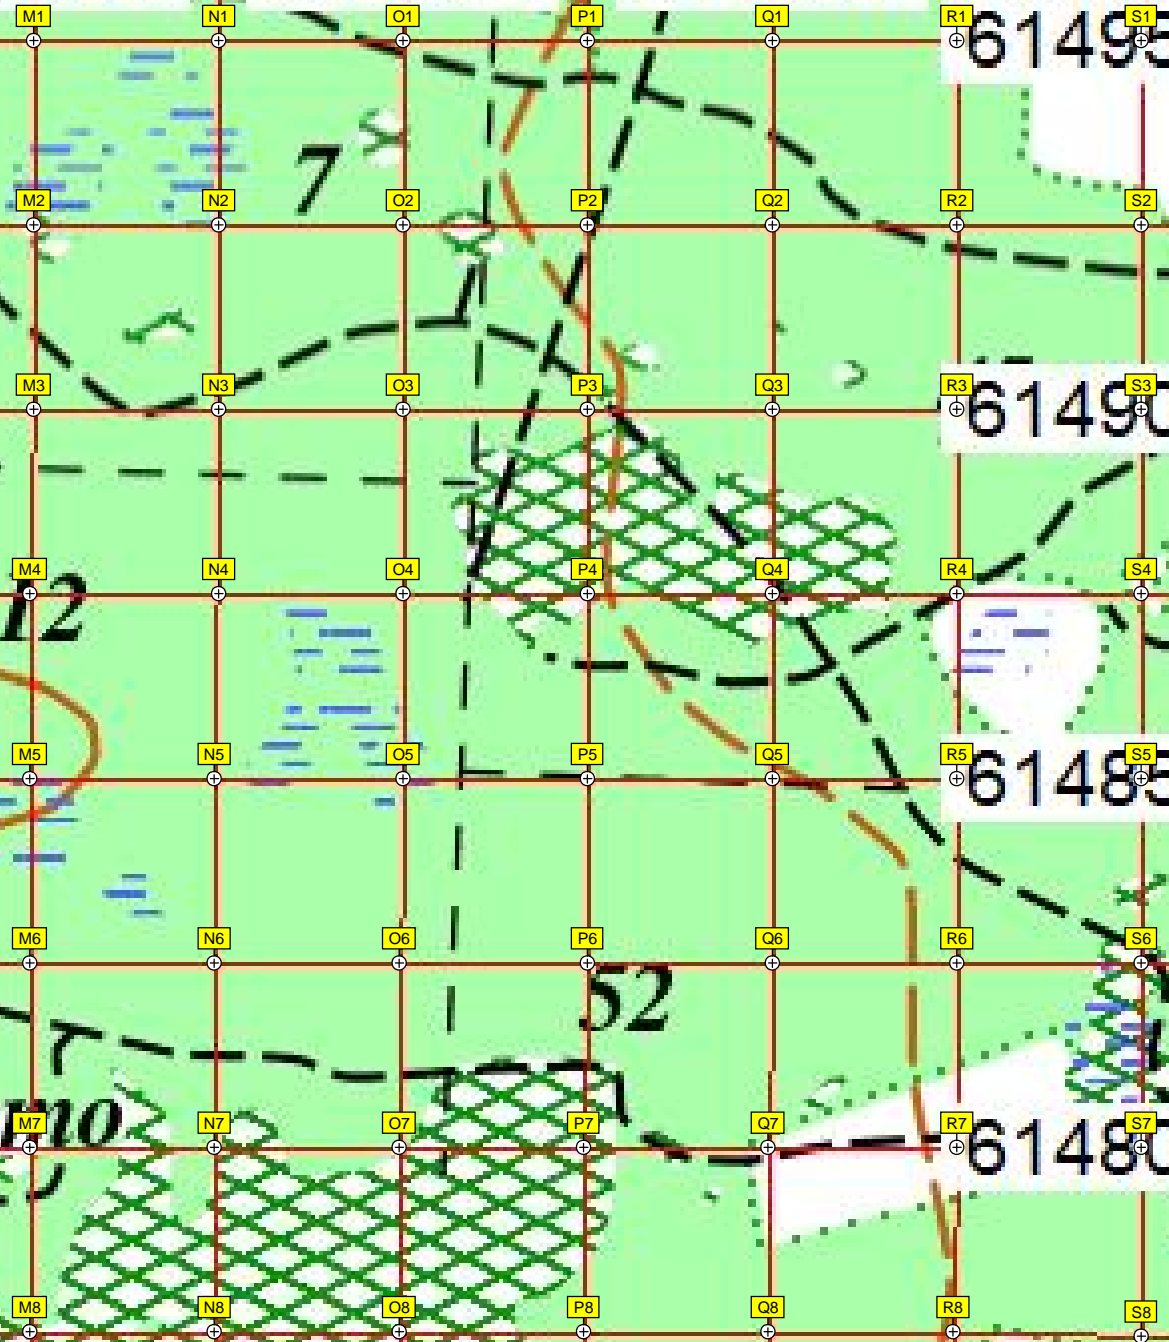 M1 N1 O1 P1 Q1 R1 S1
61495
7
M2 N2 O2 P2 Q2 R2 S2
M3 N3 O3 P3 Q3 R3 S3
61490
M4 N4 O4 P4 Q4 R4 S4
12
M5 N5 O5 P5 Q5 R5 S5
61485
M6 N6 O6 P6 Q6 R6 S6
52
mo
M7 N7 O7 P7 Q7 R7 S7
61480
M8 N8 O8 P8 Q8 R8 S8